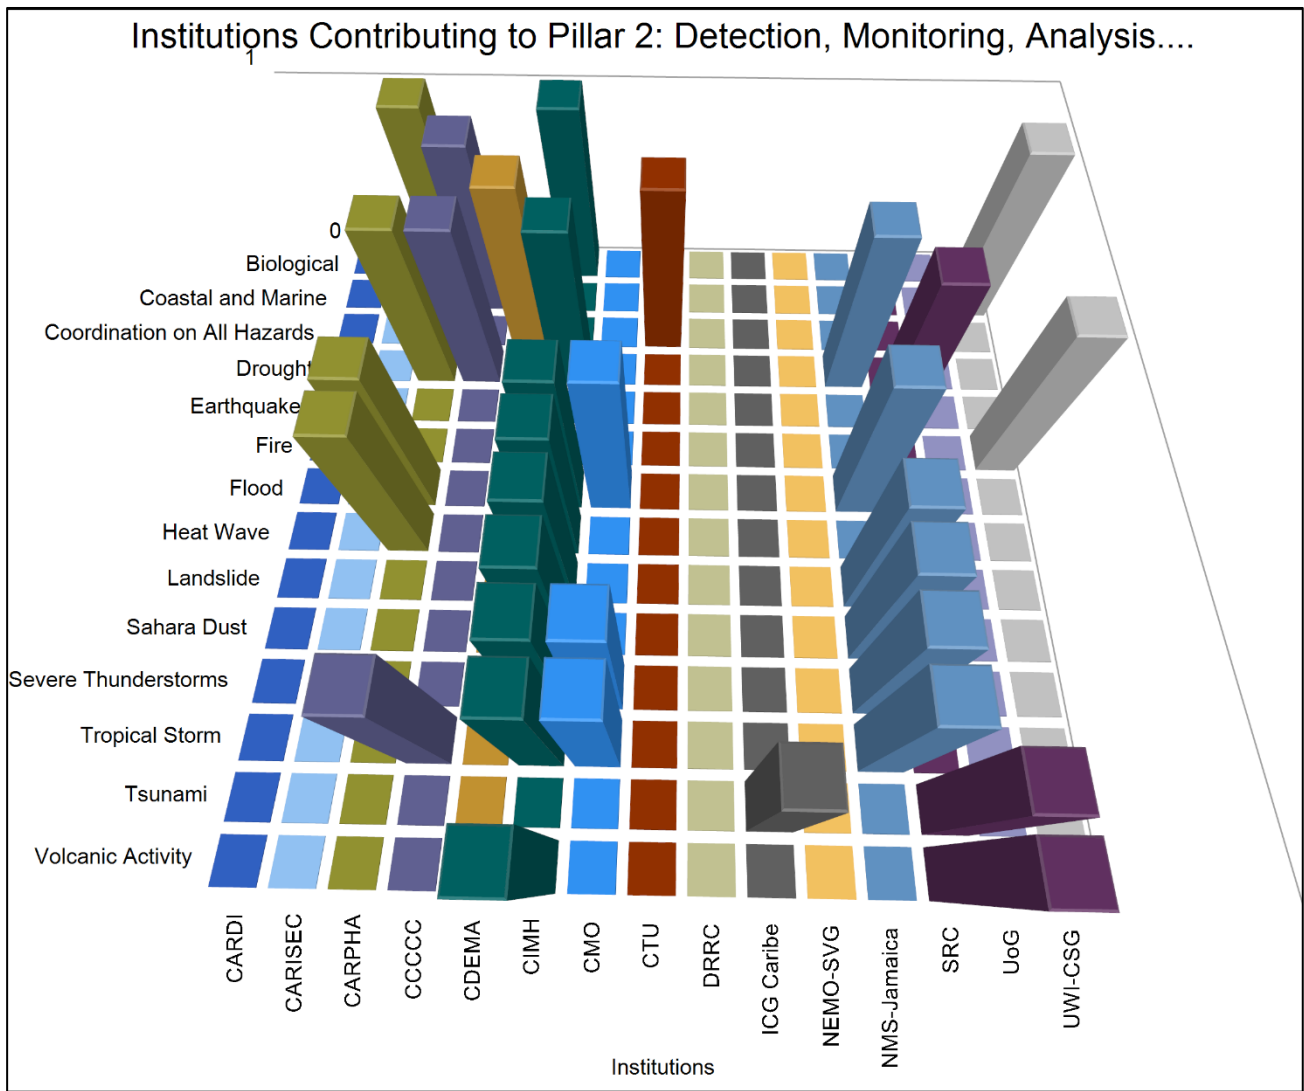 Institutions Contributing to Pillar 2: Detection, Monitoring, Analysis....
1
0
Biological
Coastal and Marine
Coordination on All Hazards
Drought
Earthquake
Fire
Flood
Heat Wave
Landslide
Sahara Dust
Severe Thunderstorms
Tropical Storm
Tsunami
Volcanic Activity
CARDI
CARISEC
CARPHA
CCCCC
CDEMA
CIMH
CMO
CTU
DRRC
ICG Caribe
NEMO-SVG
NMS-Jamaica
SRC
UoG
UWI-CSG
Institutions